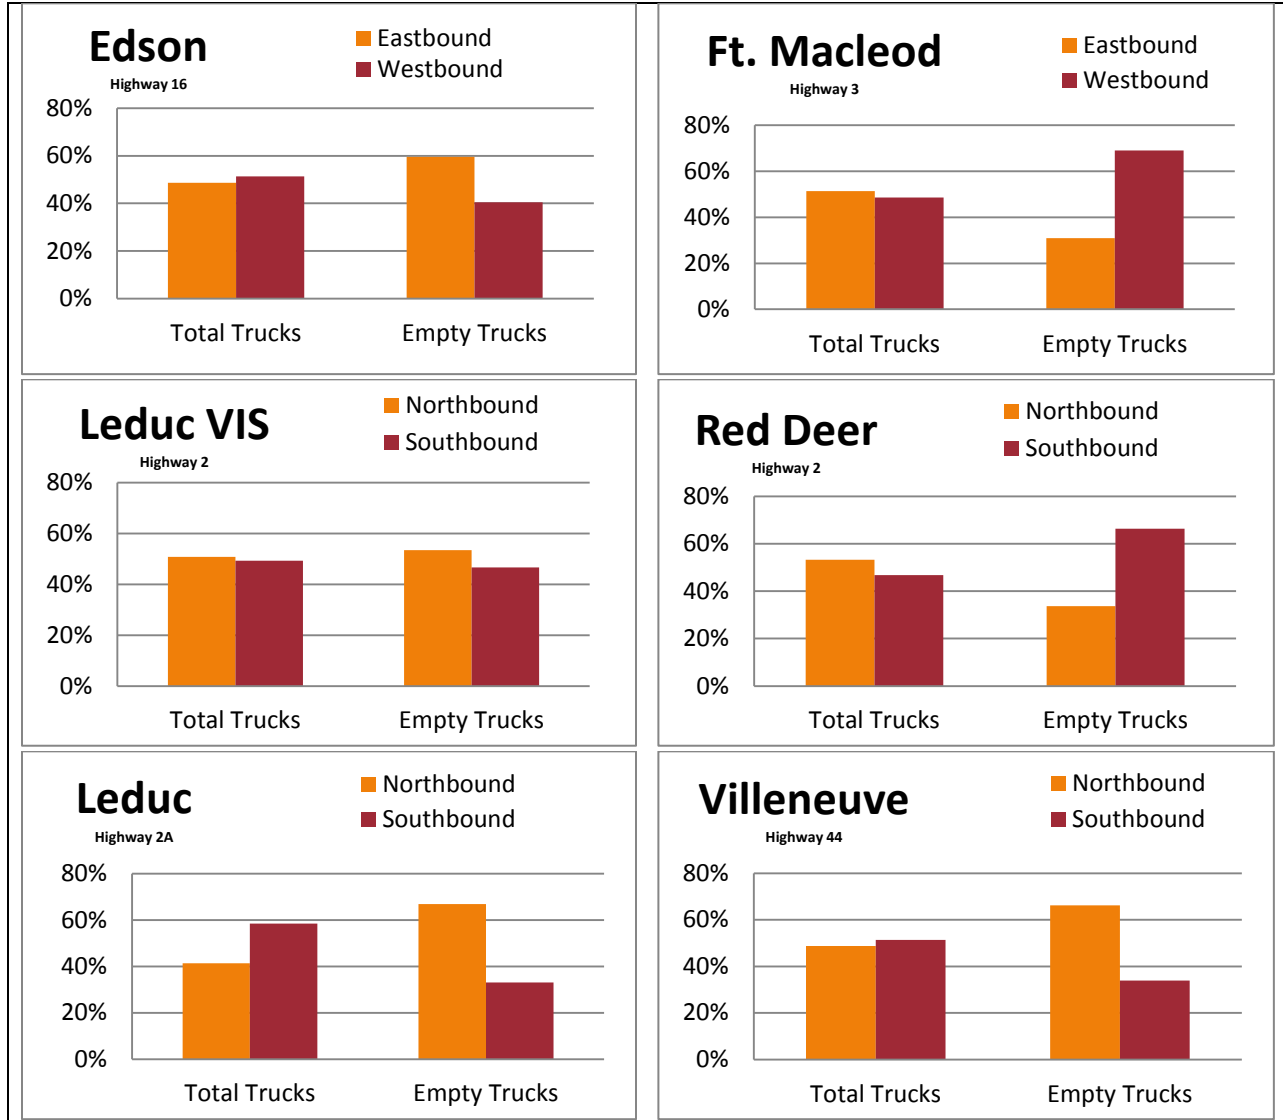 Edson
Highway 16
Eastbound
Westbound
80%
60%
40%
20%
0%
Total Trucks
Empty Trucks
Ft. Macleod
Highway 3
Eastbound
Westbound
80%
60%
40%
20%
0%
Total Trucks
Empty Trucks
Leduc VIS
Highway 2
Northbound
Southbound
80%
60%
40%
20%
0%
Total Trucks
Empty Trucks
Red Deer
Highway 2
Northbound
Southbound
80%
60%
40%
20%
0%
Total Trucks
Empty Trucks
Leduc
Highway 2A
Northbound
Southbound
80%
60%
40%
20%
0%
Total Trucks
Empty Trucks
Villeneuve
Highway 44
Northbound
Southbound
80%
60%
40%
20%
0%
Total Trucks
Empty Trucks